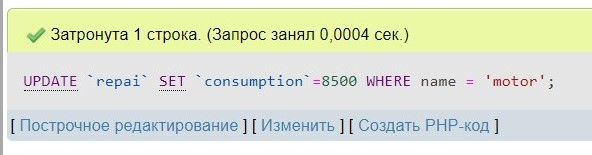 Затронута 1 строка. (Запрос занял 0,0004 сек.)
UPDATE `repai` SET `consumption`=8500 WHERE name = 'motor';
[ Построчное редактирование ] [ Изменить ] [ Создать PHP-код ]